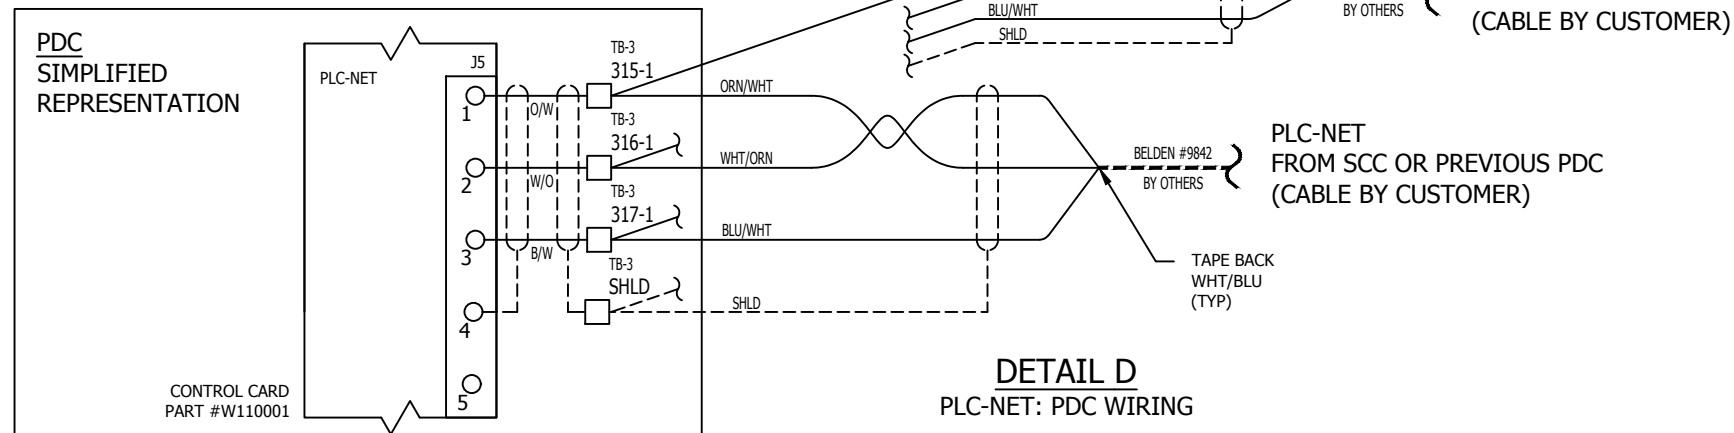 BLU/WHT
SHLD
BY OTHERS
(CABLE BY CUSTOMER)
PDC
SIMPLIFIED
REPRESENTATION
PLC-NET
J5
1
2
3
4
5
O/W
W/O
B/W
TB-3
315-1
TB-3
316-1
TB-3
317-1
TB-3
SHLD
ORN/WHT
WHT/ORN
BLU/WHT
SHLD
BELDEN #9842
BY OTHERS
PLC-NET
FROM SCC OR PREVIOUS PDC
(CABLE BY CUSTOMER)
TAPE BACK
WHT/BLU
(TYP)
CONTROL CARD
PART #W110001
DETAIL D
PLC-NET: PDC WIRING